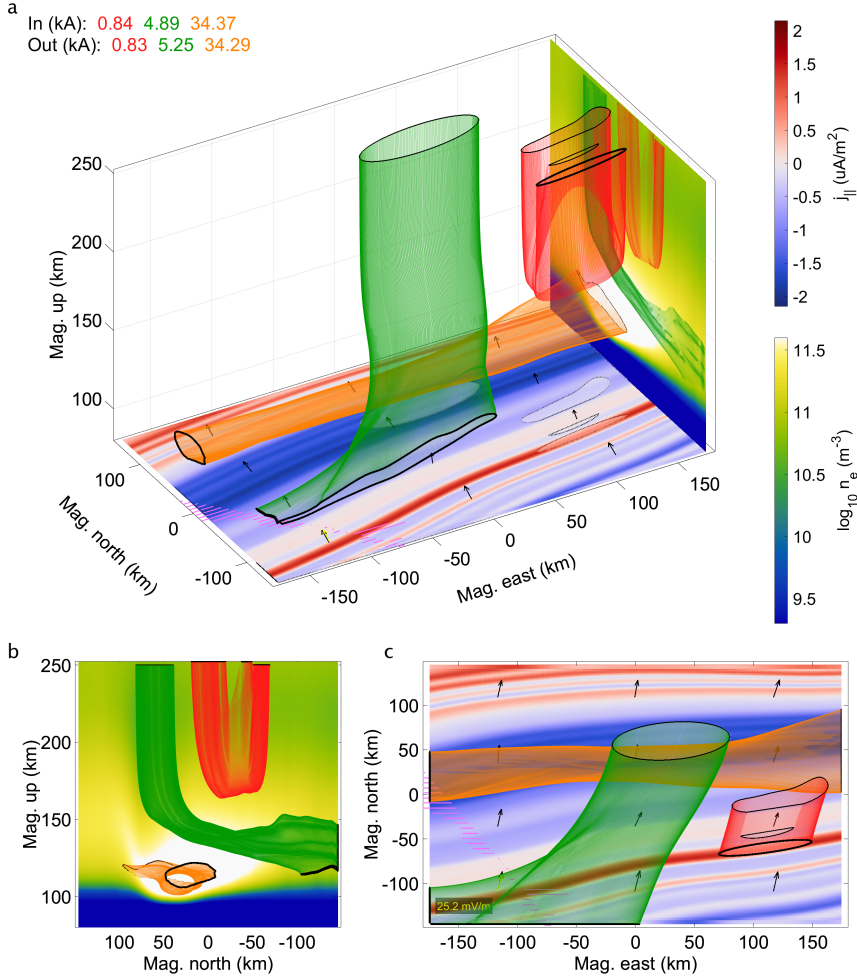 a
In (kA): 0.84 4.89 34.37
Out (kA): 0.83 5.25 34.29
250
200
150
100
Mag. up (km)
100
0
-100
Mag. north (km)
-150
-100
-50
0
50
100
150
Mag. east (km)
2
1.5
1
0.5
0
-0.5
-1
-1.5
-2
j|| (uA/m2)
11.5
11
10.5
10
9.5
log10 ne (m-3)
b
250
200
150
100
Mag. up (km)
100 50 0 -50 -100
Mag. north (km)
c
100
50
0
-50
-100
Mag. north (km)
25.2 mV/m
-150 -100 -50 0 50 100 150
Mag. east (km)